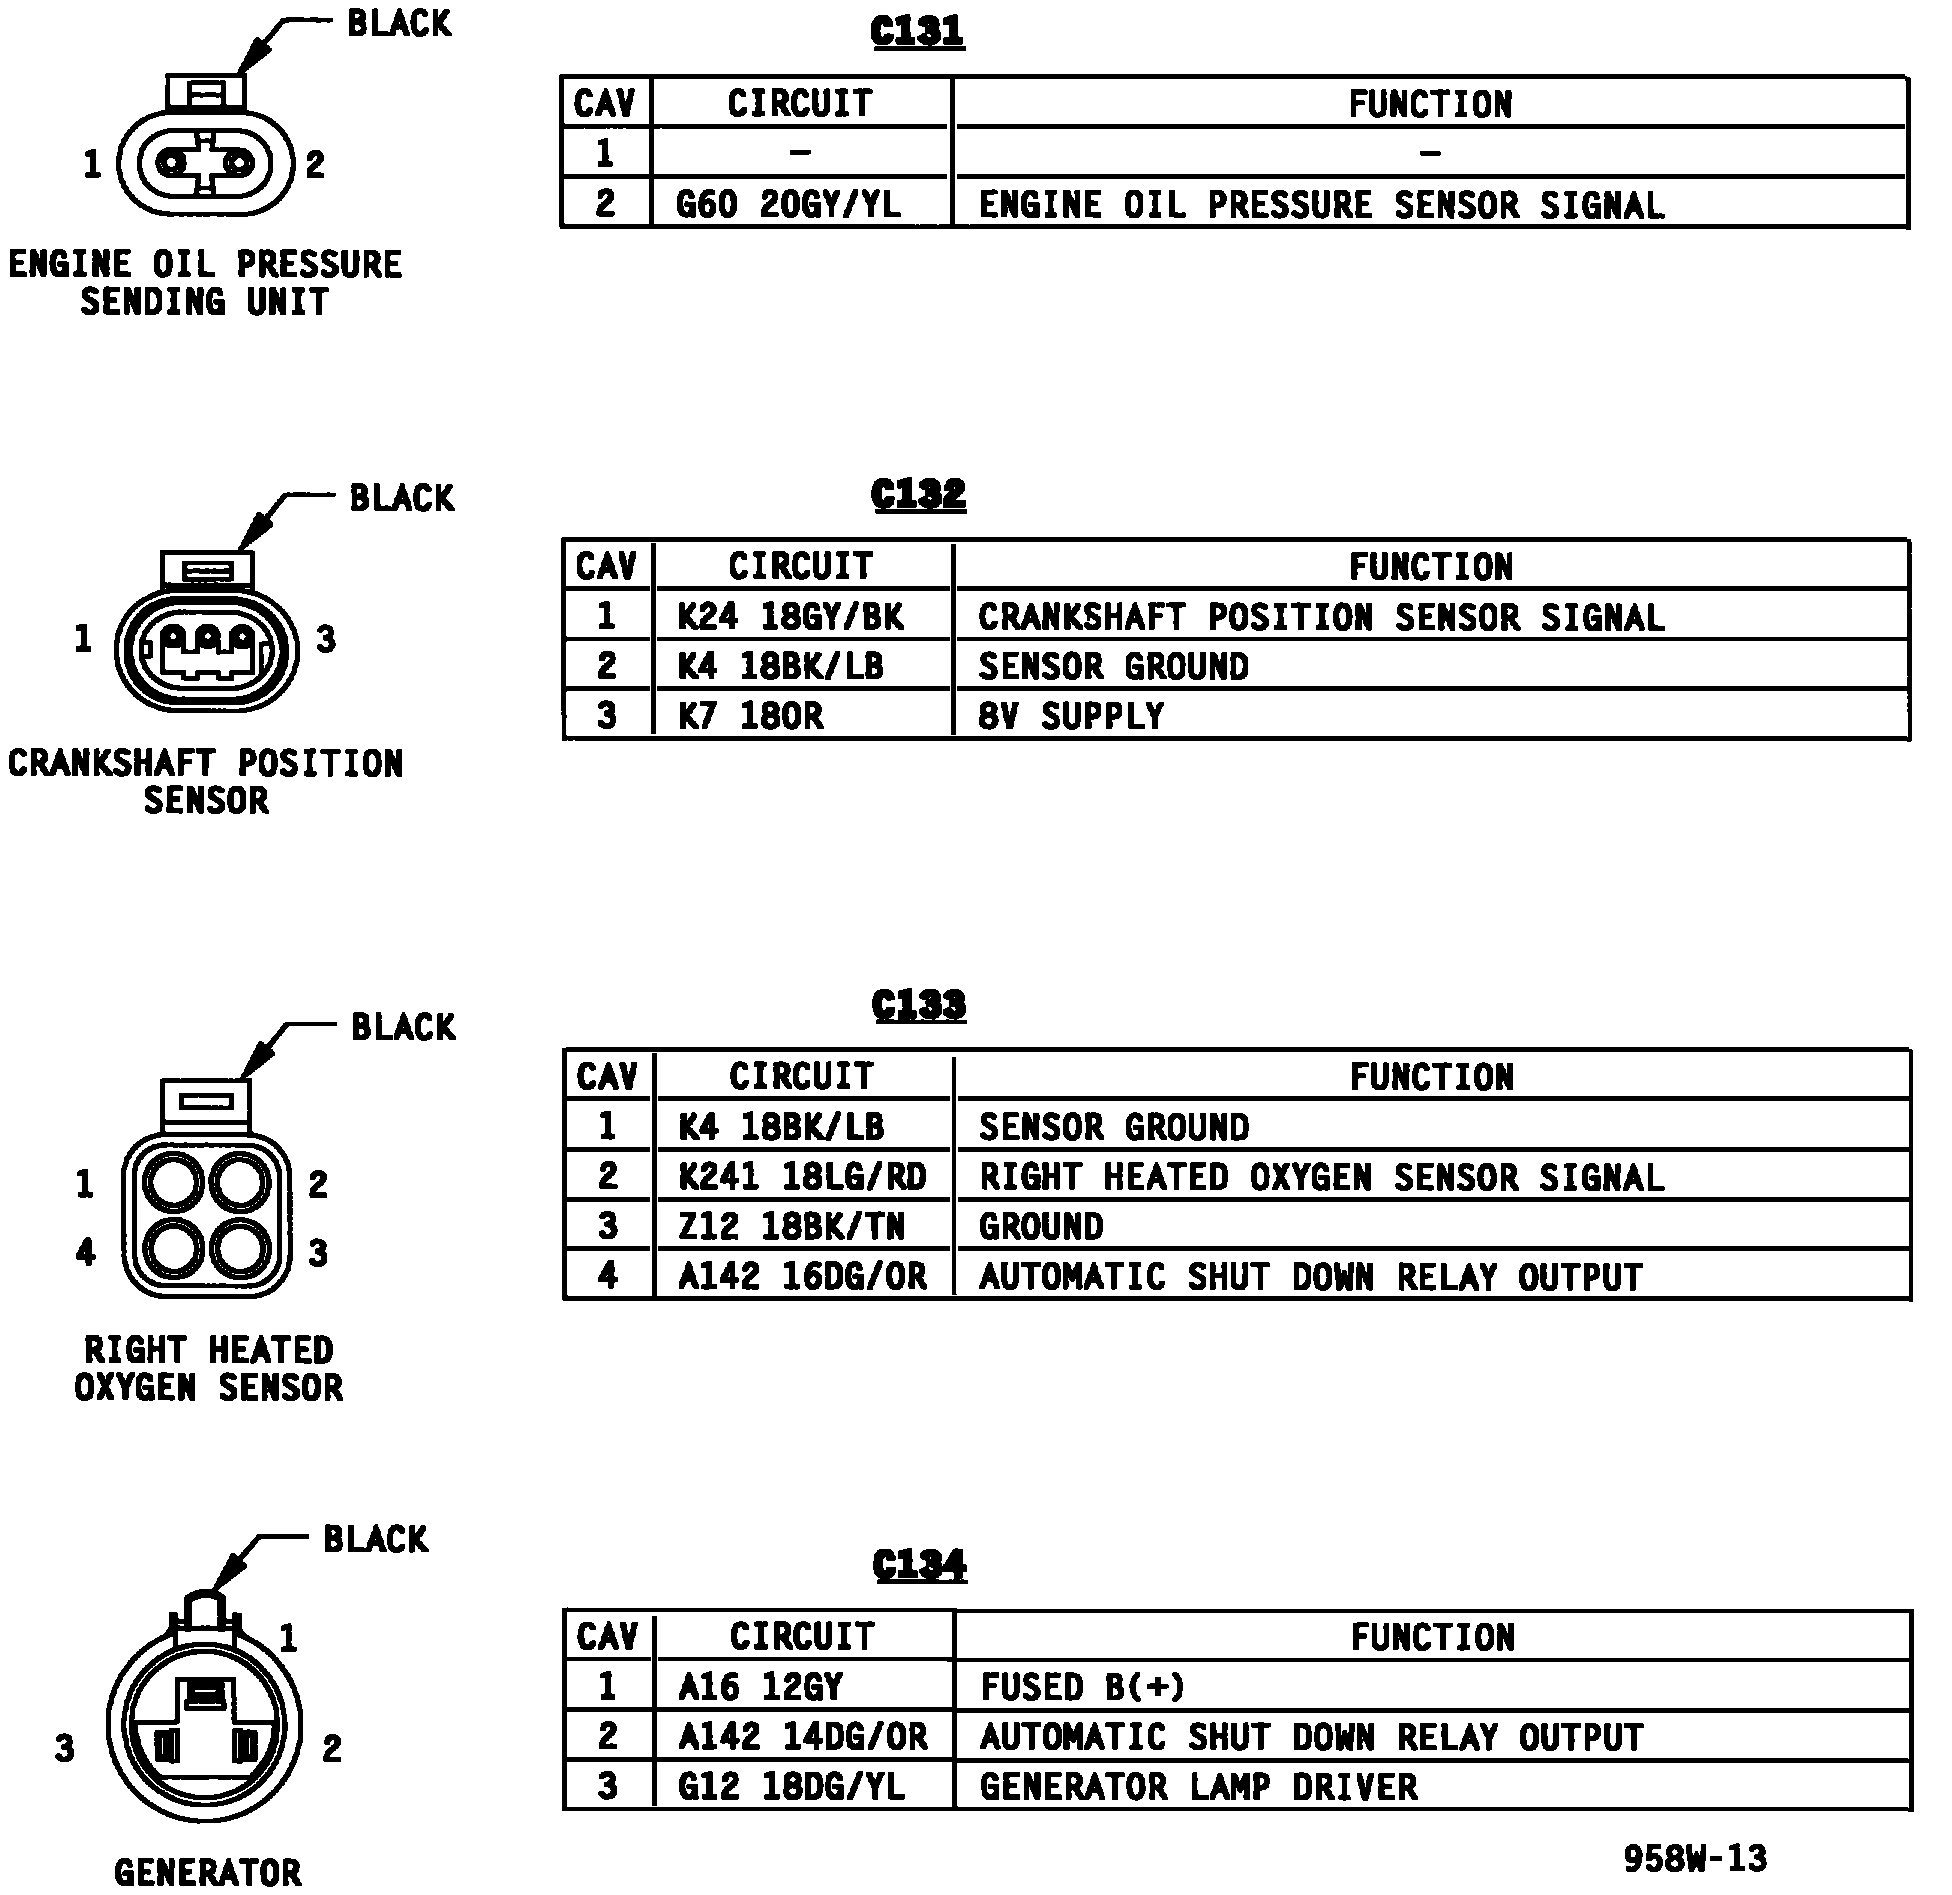 BLACK
1 2
ENGINE OIL PRESSURE
SENDING UNIT
C131
CAV CIRCUIT FUNCTION
1 – –
2 G60 20GY/YL ENGINE OIL PRESSURE SENSOR SIGNAL
BLACK
1 3
CRANKSHAFT POSITION
SENSOR
C132
CAV CIRCUIT FUNCTION
1 K24 18GY/BK CRANKSHAFT POSITION SENSOR SIGNAL
2 K4 18BK/LB SENSOR GROUND
3 K7 18OR 8V SUPPLY
BLACK
1 2
4 3
RIGHT HEATED
OXYGEN SENSOR
C133
CAV CIRCUIT FUNCTION
1 K4 18BK/LB SENSOR GROUND
2 K241 18LG/RD RIGHT HEATED OXYGEN SENSOR SIGNAL
3 Z12 18BK/TN GROUND
4 A142 16DG/OR AUTOMATIC SHUT DOWN RELAY OUTPUT
BLACK
1
3 2
GENERATOR
C134
CAV CIRCUIT FUNCTION
1 A16 12GY FUSED B(+)
2 A142 14DG/OR AUTOMATIC SHUT DOWN RELAY OUTPUT
3 G12 18DG/YL GENERATOR LAMP DRIVER
958W-13